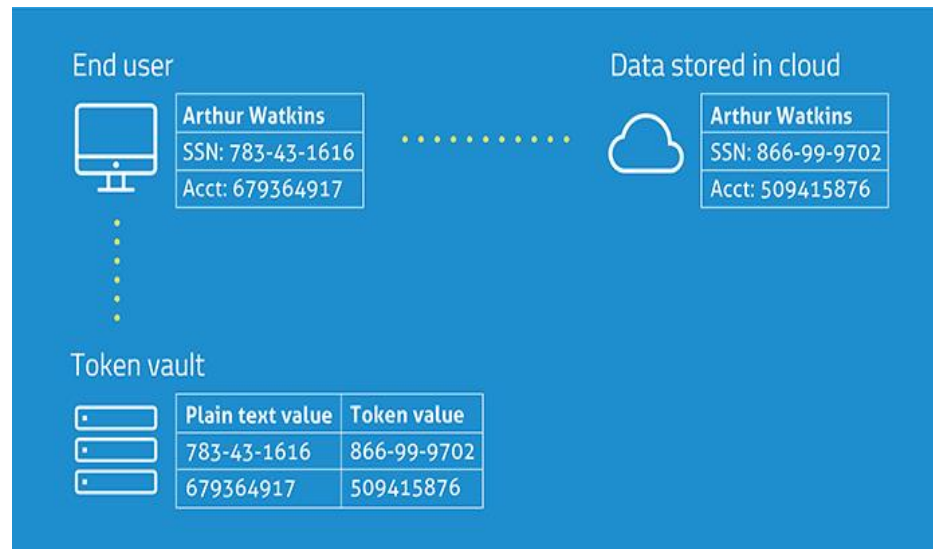 End user
Arthur Watkins
SSN: 783-43-1616
Acct: 679364917
Data stored in cloud
Arthur Watkins
SSN: 866-99-9702
Acct: 509415876
Token vault
Plain text value Token value
783-43-1616 866-99-9702
679364917 509415876